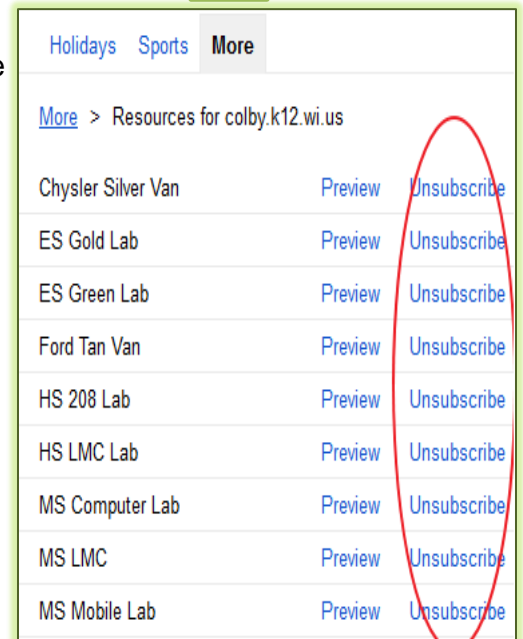 e
Holidays Sports More
More > Resources for colby.k12.wi.us
Chysler Silver Van Preview Unsubscribe
ES Gold Lab Preview Unsubscribe
ES Green Lab Preview Unsubscribe
Ford Tan Van Preview Unsubscribe
HS 208 Lab Preview Unsubscribe
HS LMC Lab Preview Unsubscribe
MS Computer Lab Preview Unsubscribe
MS LMC Preview Unsubscribe
MS Mobile Lab Preview Unsubscribe